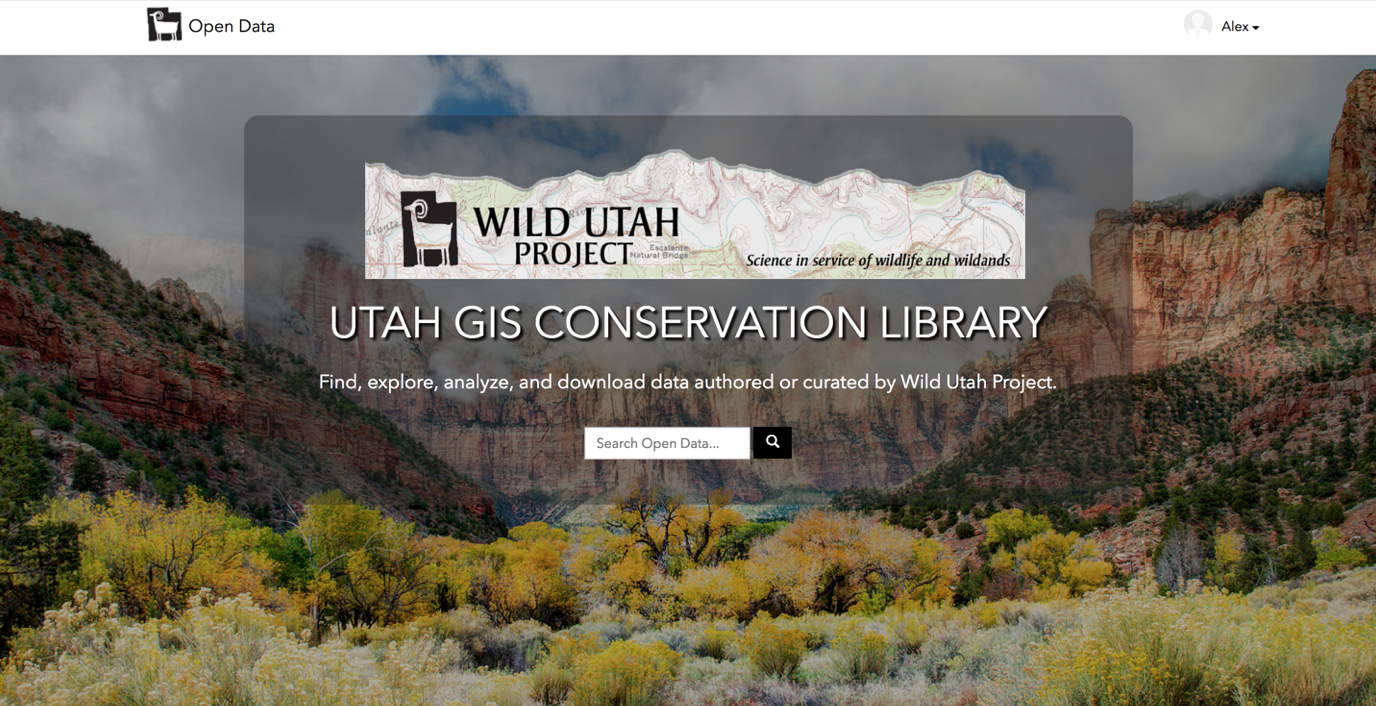 Open Data
Alex
WILD UTAH
PROJECT
Escalante
Natural Bridge
Science in service of wildlife and wildands
UTAH GIS CONSERVATION LIBRARY
Find, explore, analyze, and download data authored or curated by Wild Utah Project.
Search Open Data...